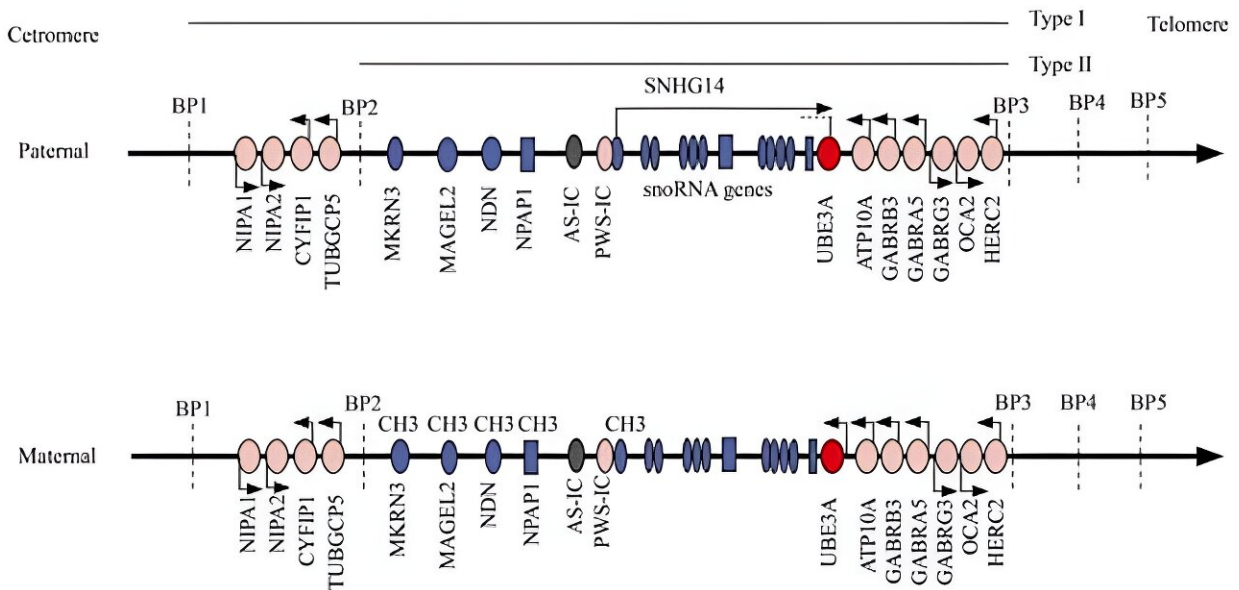 Cetromere
Type I
Telomere
Type II
SNHG14
BP1
BP2
BP3
BP4
BP5
Paternal
snoRNA genes
NIPA1
NIPA2
CYFIP1
TUBGCP5
MKRN3
MAGEL2
NDN
NPAP1
AS-IC
PWS-IC
UBE3A
ATP10A
GABRB3
GABRA5
GABRG3
OCA2
HERC2
BP1
BP2
CH3
CH3
CH3
CH3
CH3
BP3
BP4
BP5
Maternal
NIPA1
NIPA2
CYFIP1
TUBGCP5
MKRN3
MAGEL2
NDN
NPAP1
AS-IC
PWS-IC
UBE3A
ATP10A
GABRB3
GABRA5
GABRG3
OCA2
HERC2